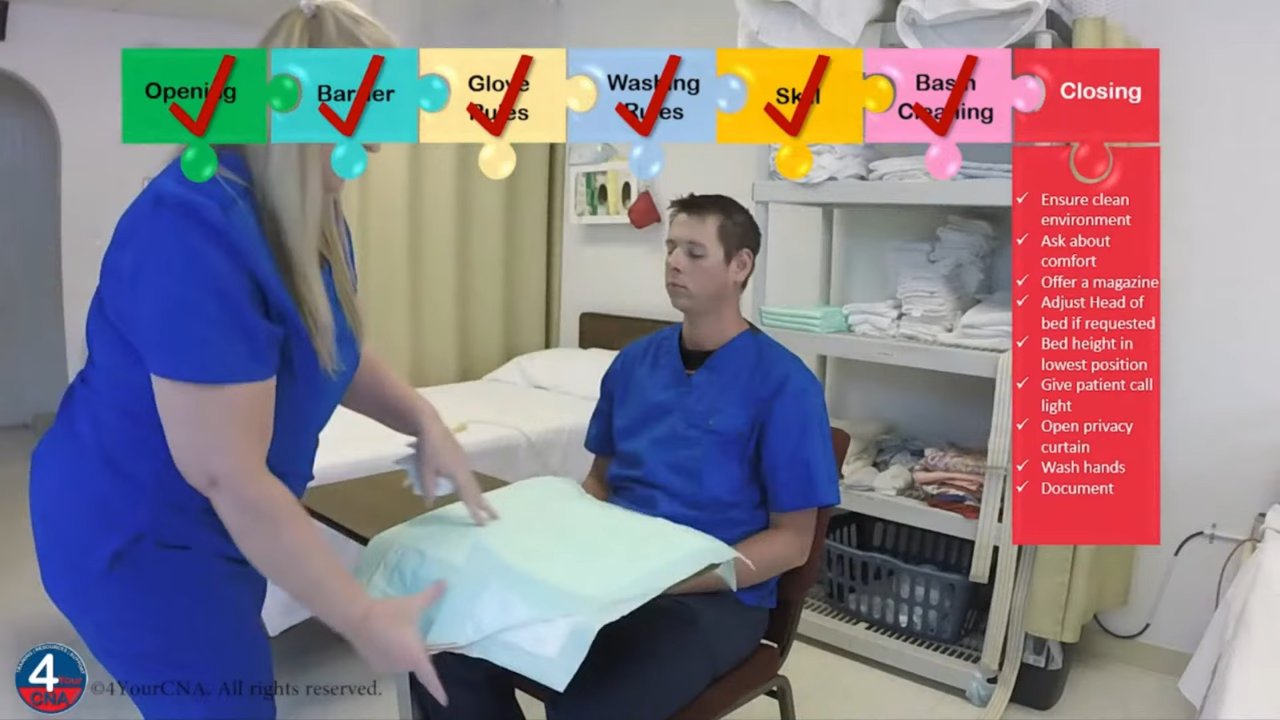 Opening
Barrier
Glove
Rules
Washing
Rules
Skill
Basin
Cleaning
Closing
✓ Ensure clean
environment
✓ Ask about
comfort
✓ Offer a magazine
✓ Adjust Head of
bed if requested
✓ Bed height in
lowest position
✓ Give patient call
light
✓ Open privacy
curtain
✓ Wash hands
✓ Document
4
Your
CNA
©4YourCNA. All rights reserved.